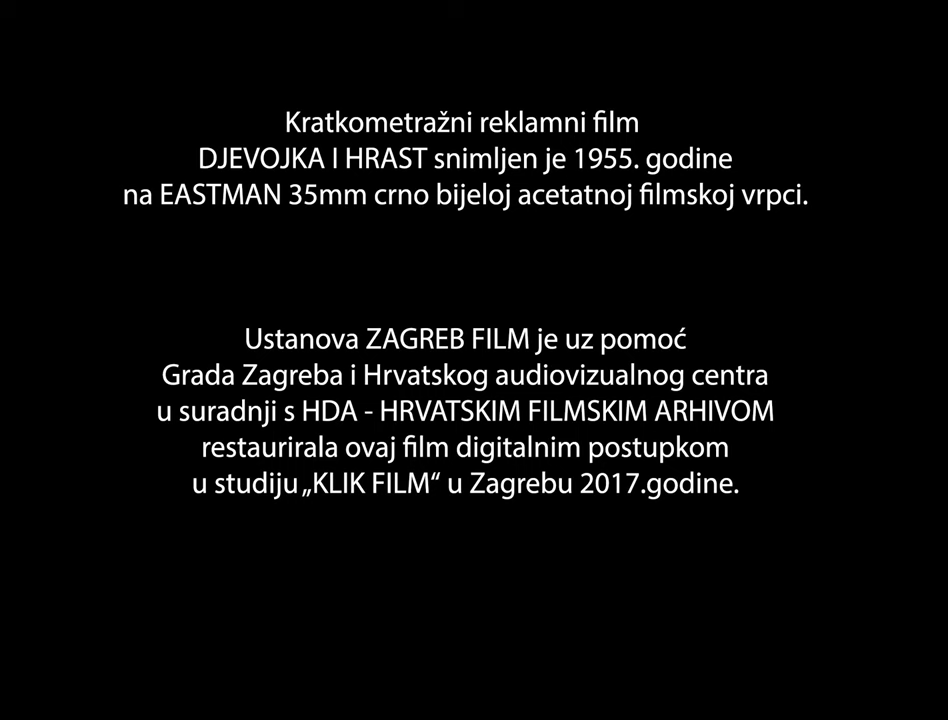 Kratkometražni reklamni film
DJEVOJKA I HRAST snimljen je 1955. godine
na EASTMAN 35mm crno bijeloj acetatnoj filmskoj vrpci.
Ustanova ZAGREB FILM je uz pomoć
Grada Zagreba i Hrvatskog audiovizualnog centra
u suradnji s HDA - HRVATSKIM FILMSKIM ARHIVOM
restaurirala ovaj film digitalnim postupkom
u studiju „KLIK FILM“ u Zagrebu 2017.godine.